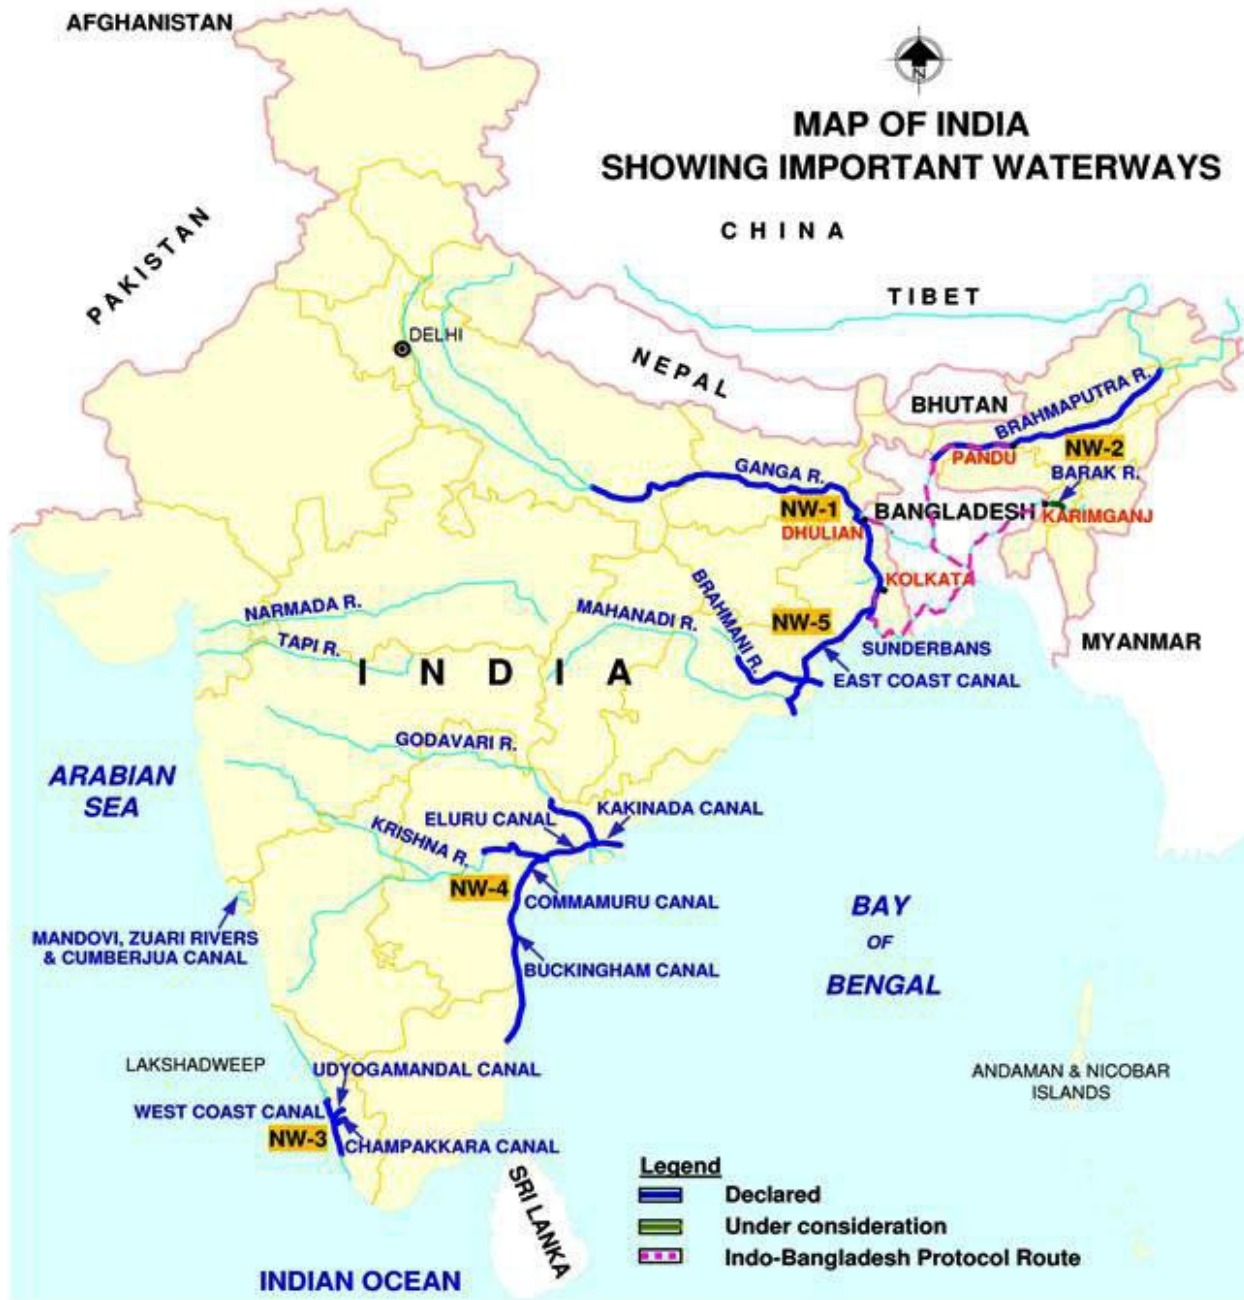 AFGHANISTAN
N
MAP OF INDIA
SHOWING IMPORTANT WATERWAYS
CHINA
PAKISTAN
TIBET
DELHI
NEPAL
BHUTAN
BRAHMAPUTRA R.
PANDU
NW-2
BARAK R.
GANGA R.
NW-1
BANGLADESH
KARIMGANJ
DHULIAN
KOLKATA
NARMADA R.
MAHANADI R.
BRAHMANI R.
NW-5
TAPI R.
SUNDERBANS
MYANMAR
INDIA
EAST COAST CANAL
GODAVARI R.
ARABIAN
SEA
KAKINADA CANAL
ELURU CANAL
KRISHNA R.
NW-4
COMMAMURU CANAL
BAY
OF
BENGAL
MANDOVI, ZUARI RIVERS
& CUMBERJUA CANAL
BUCKINGHAM CANAL
LAKSHADWEEP
UDYOGAMANDAL CANAL
ANDAMAN & NICOBAR
ISLANDS
WEST COAST CANAL
NW-3
CHAMPAKKARA CANAL
SRI LANKA
Legend
Declared
Under consideration
Indo-Bangladesh Protocol Route
INDIAN OCEAN